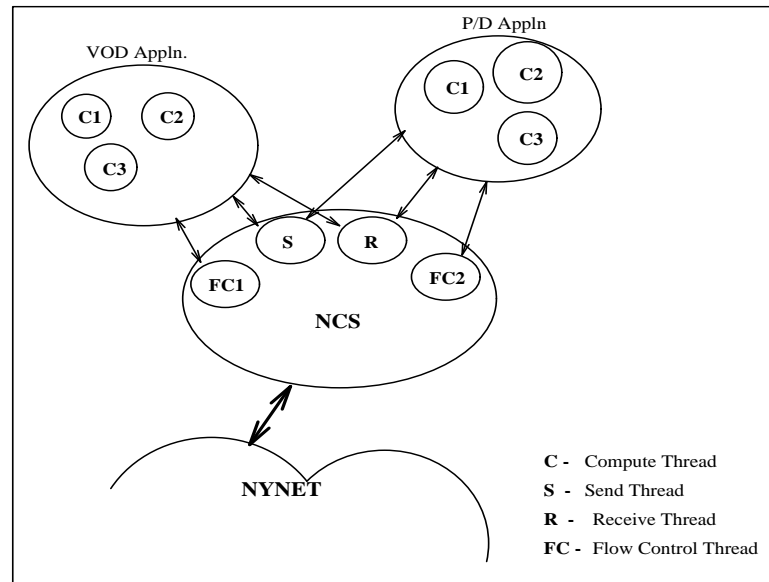 P/D Appln
VOD Appln.
C1
C2
C3
C1
C2
C3
S
R
FC1
FC2
NCS
NYNET
C - Compute Thread
S - Send Thread
R - Receive Thread
FC - Flow Control Thread